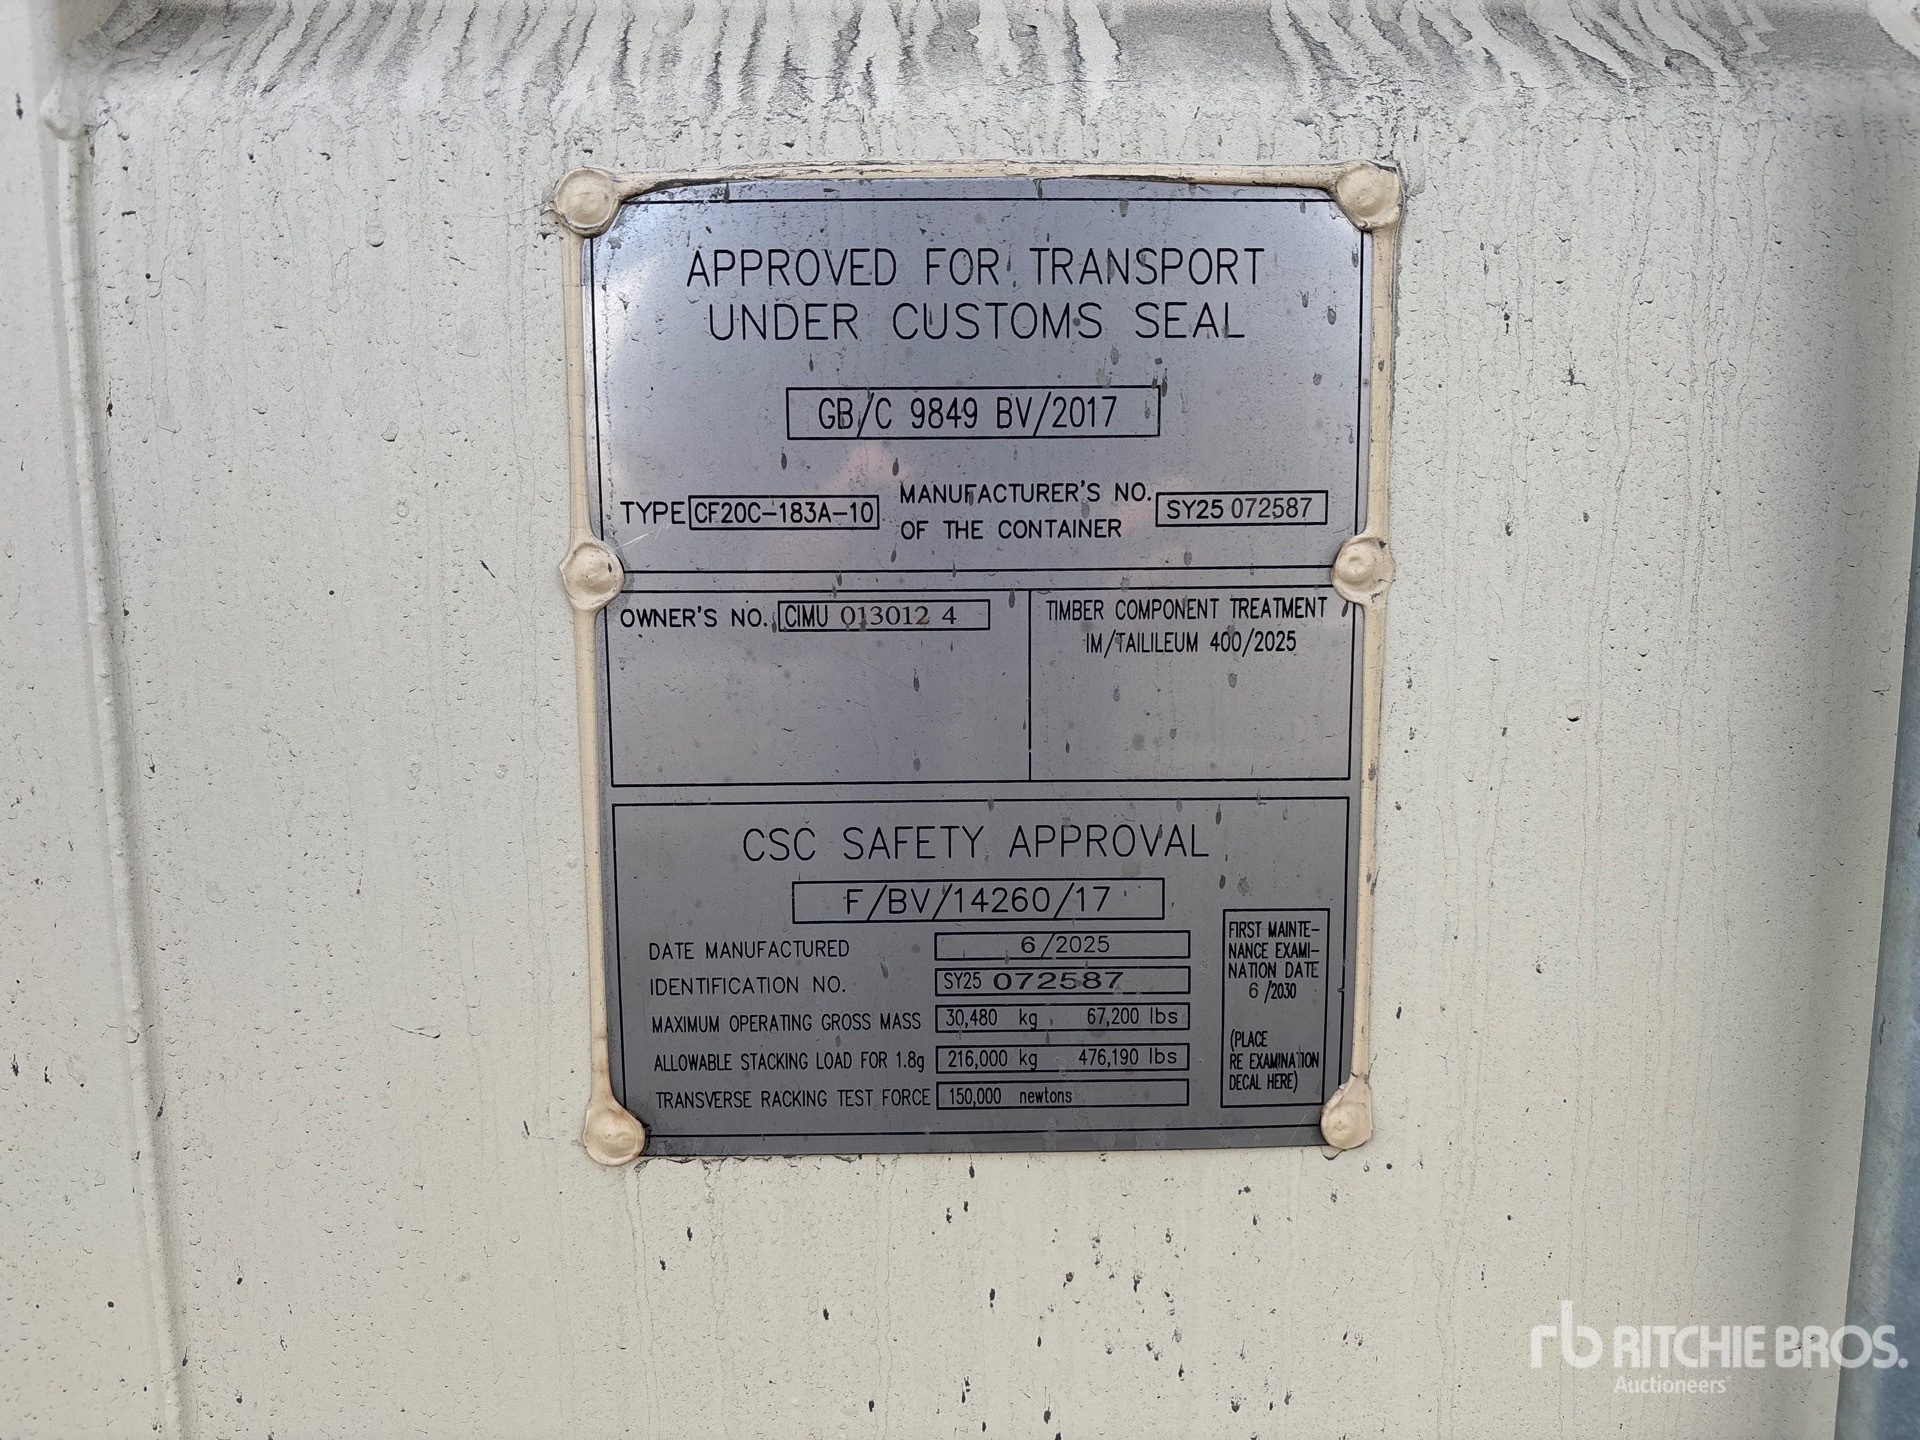 APPROVED FOR TRANSPORT
UNDER CUSTOMS SEAL
GB/C 9849 BV/2017
TYPE CF20C-183A-10
MANUFACTURER'S NO.
OF THE CONTAINER
SY25 072587
OWNER'S NO. CIMU 013012 4
TIMBER COMPONENT TREATMENT
IM/TAILILEUM 400/2025
CSC SAFETY APPROVAL
F/BV/14260/17
DATE MANUFACTURED 6/2025
IDENTIFICATION NO. SY25 072587
MAXIMUM OPERATING GROSS MASS 30,480 kg 67,200 lbs
ALLOWABLE STACKING LOAD FOR 1.8g 216,000 kg 476,190 lbs
TRANSVERSE RACKING TEST FORCE 150,000 newtons
FIRST MAINTE-
NANCE EXAMI-
NATION DATE
6/2030
(PLACE
RE EXAMINATION
DECAL HERE)
rb RITCHIE BROS.
Auctioneers